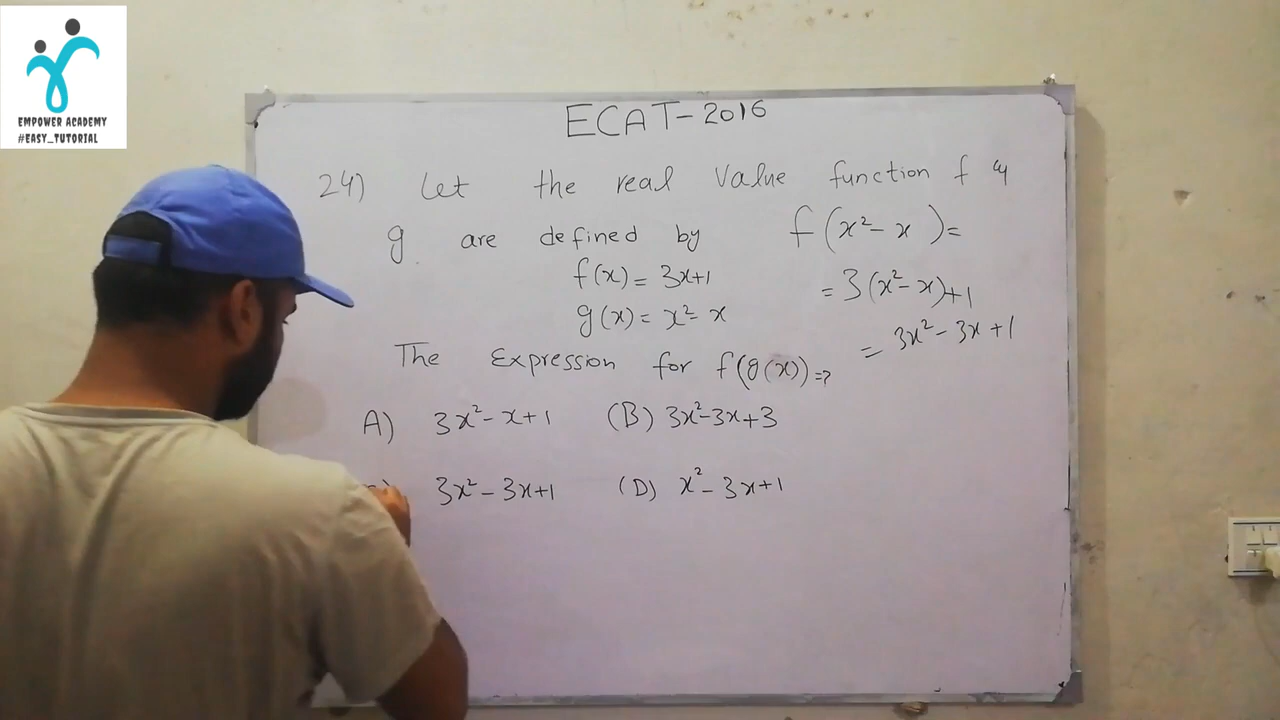 EMPOWER ACADEMY
#EASY_TUTORIAL
ECAT-2016
24) Let the real Value function f &
g are defined by
f(x) = 3x+1
g(x) = x² - x
f(x² - x) =
= 3(x² - x)+1
= 3x² - 3x + 1
The Expression for f(g(x)) =?
A) 3x² - x + 1 (B) 3x² - 3x + 3
3x² - 3x + 1 (D) x² - 3x + 1